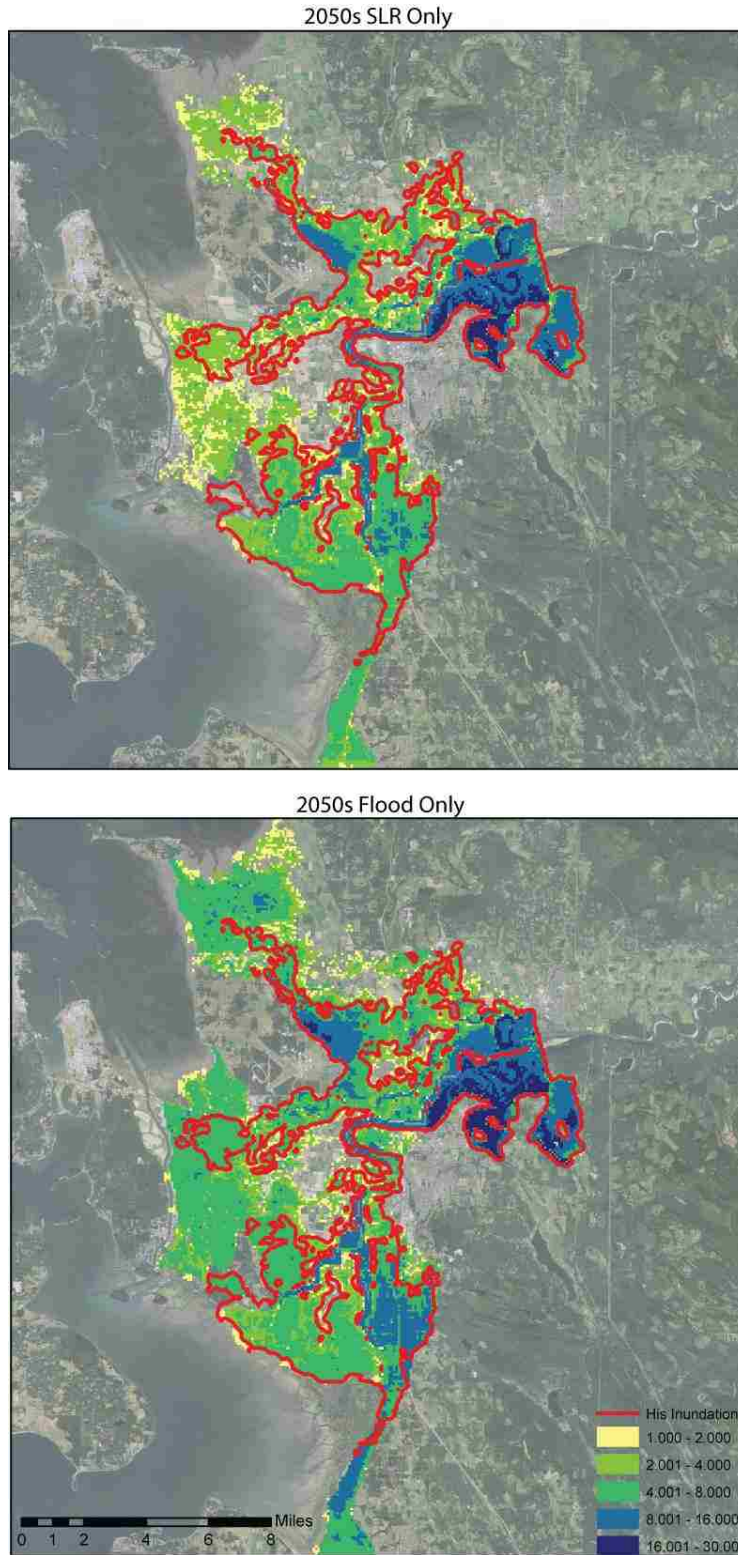 2050s SLR Only
2050s Flood Only
His Inundation
1.000 - 2.000
2.001 - 4.000
4.001 - 8.000
8.001 - 16.000
16.001 - 30.00
Miles
0 1 2 4 6 8